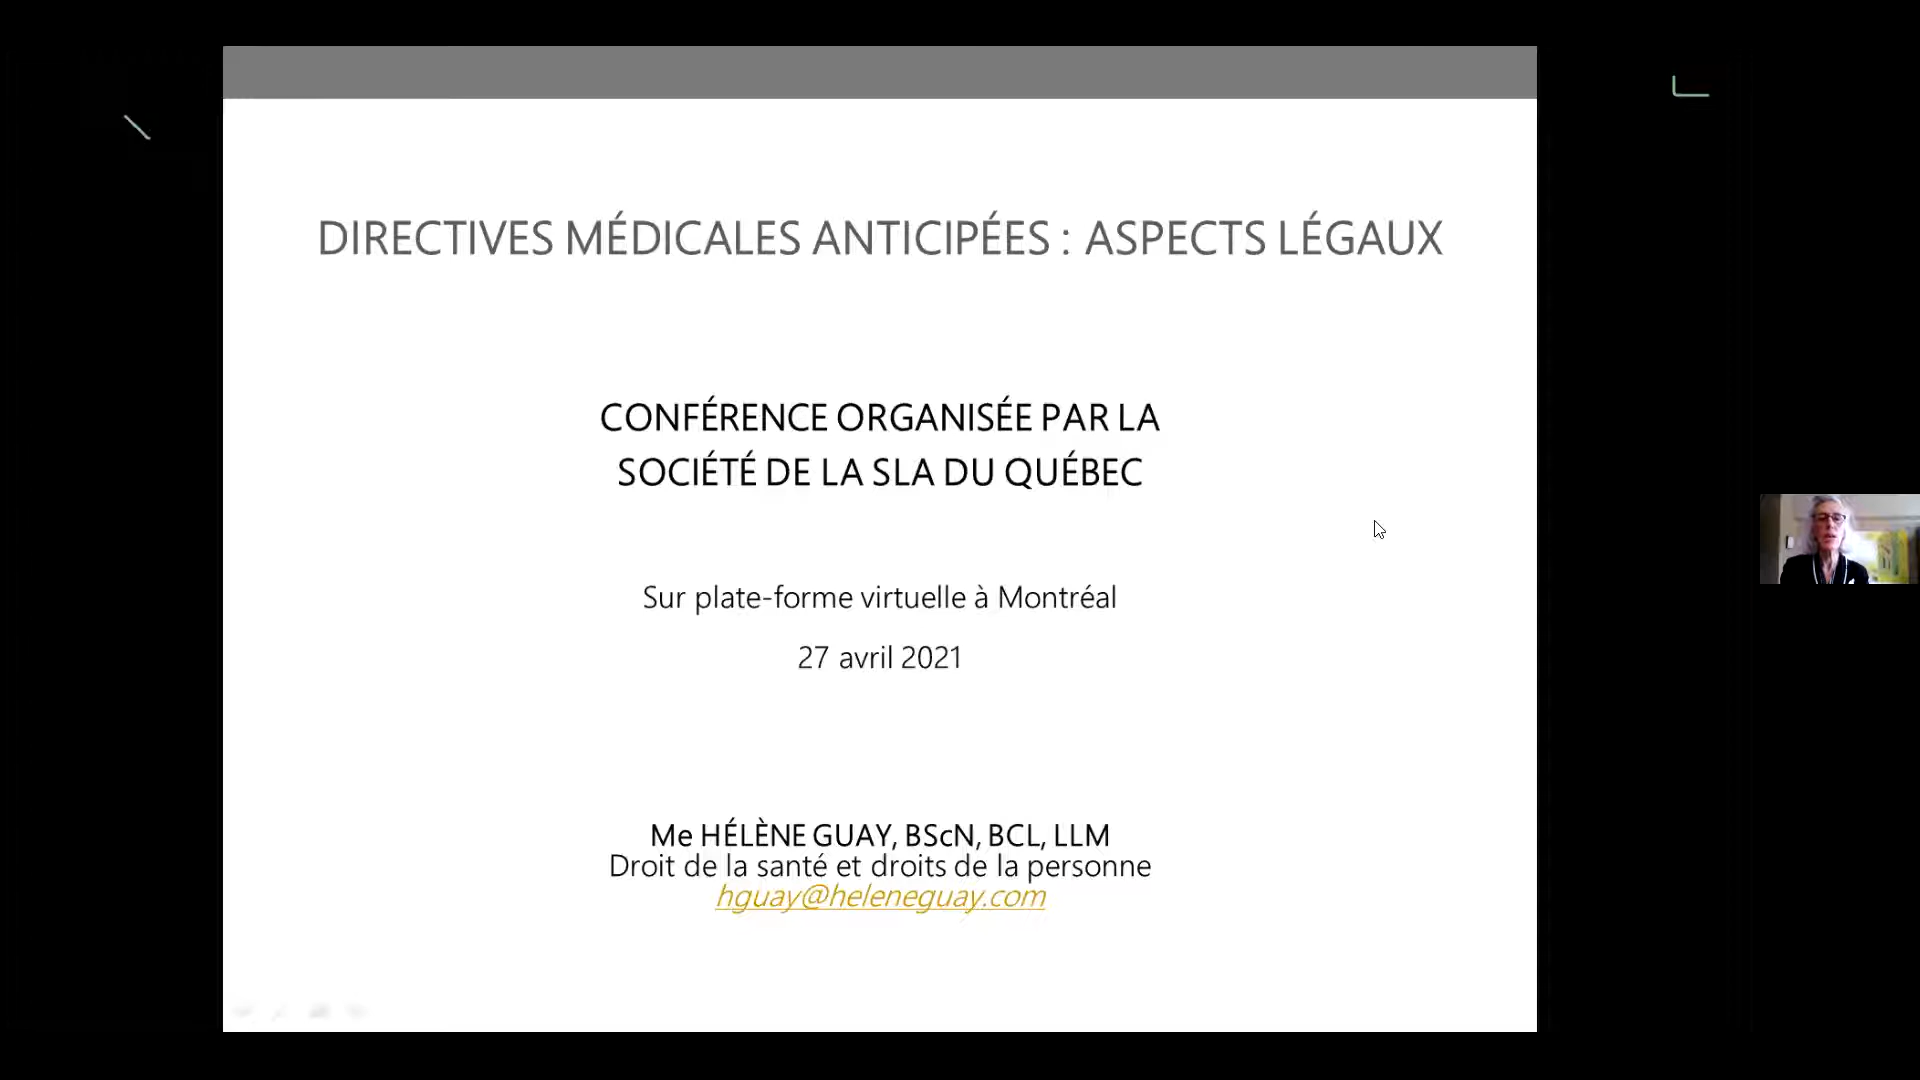 DIRECTIVES MÉDICALES ANTICIPÉES : ASPECTS LÉGAUX
CONFÉRENCE ORGANISÉE PAR LA
SOCIÉTÉ DE LA SLA DU QUÉBEC
Sur plate-forme virtuelle à Montréal
27 avril 2021
Me HÉLÈNE GUAY, BScN, BCL, LLM
Droit de la santé et droits de la personne
hguay@heleneguay.com